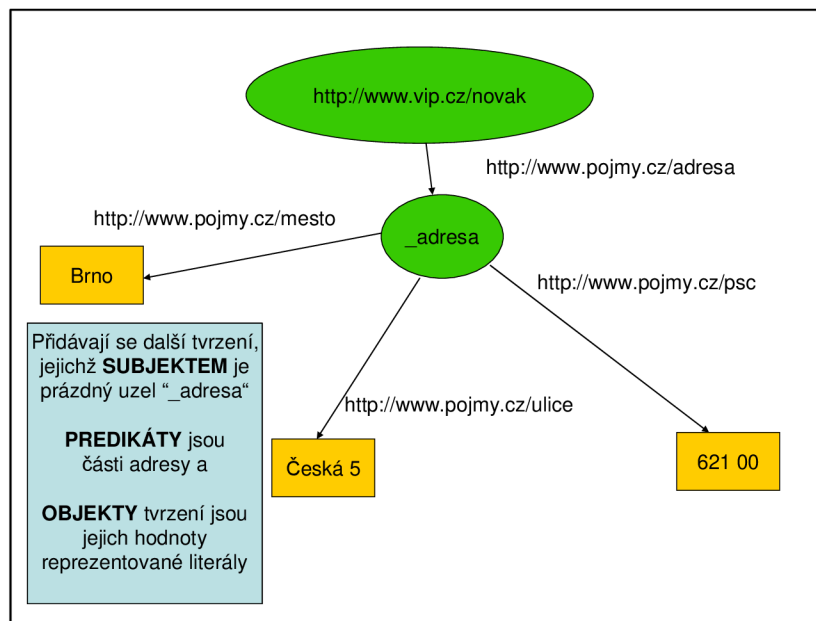 http://www.vip.cz/novak
http://www.pojmy.cz/adresa
http://www.pojmy.cz/mesto
_adresa
Brno
http://www.pojmy.cz/psc
Přidávají se další tvrzení,
jejichž SUBJEKTEM je
prázdný uzel “_adresa“
PREDIKÁTY jsou
části adresy a
OBJEKTY tvrzení jsou
jejich hodnoty
reprezentované literály
http://www.pojmy.cz/ulice
Česká 5
621 00